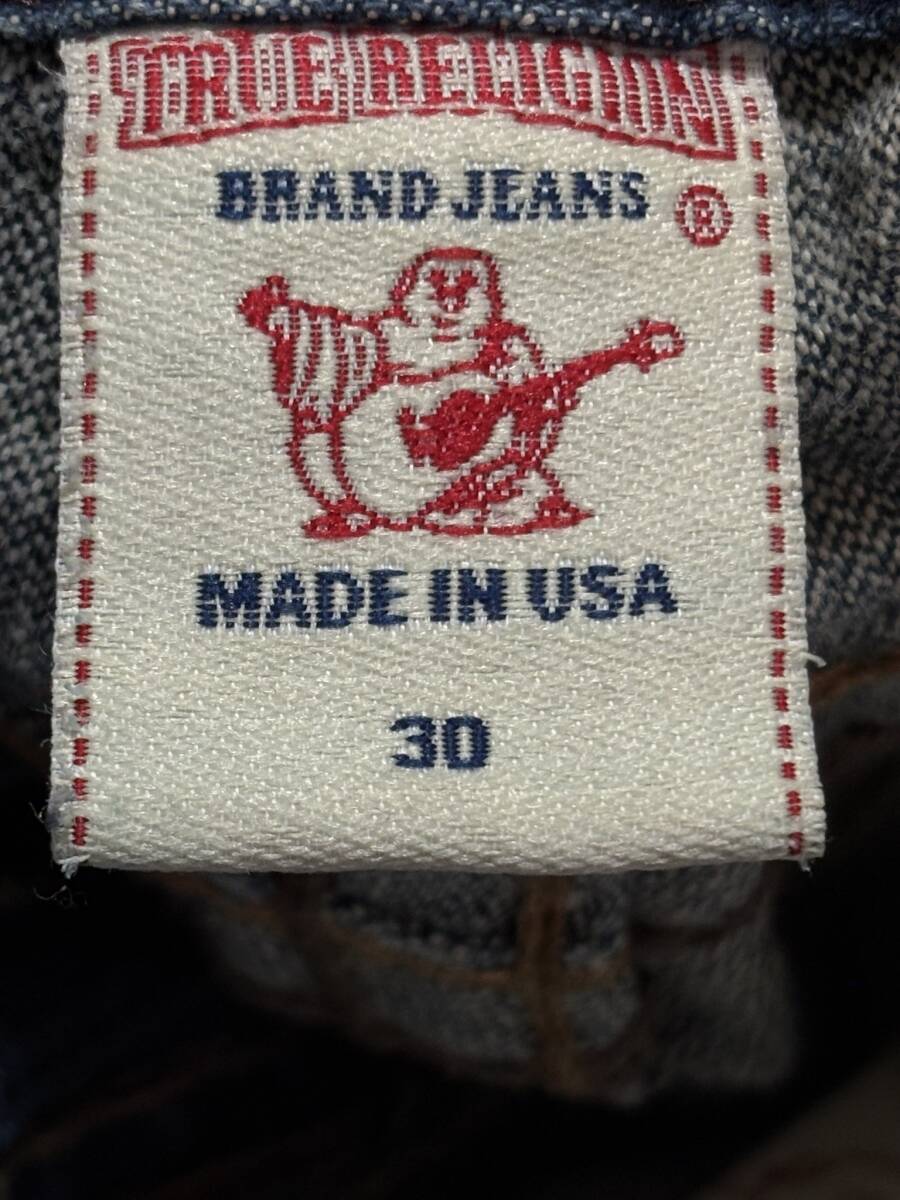 TRUE RELIGION
BRAND JEANS ®
MADE IN USA
30